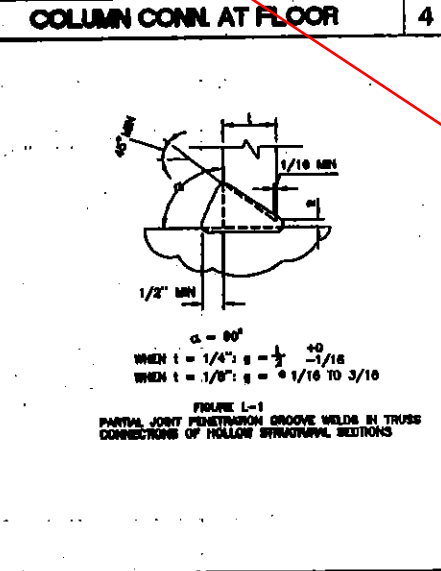 COLUMN CONN. AT FLOOR 4
t
45° MIN
1/16 MIN
α
1/2" MIN
α = 90°
WHEN t = 1/4": g = +0 -1/16
WHEN t = 1/8": g = 1/16 TO 3/16
FIGURE L-1
PARTIAL JOINT PENETRATION GROOVE WELDS IN TRUSS
CONNECTIONS OF HOLLOW STRUCTURAL SECTIONS